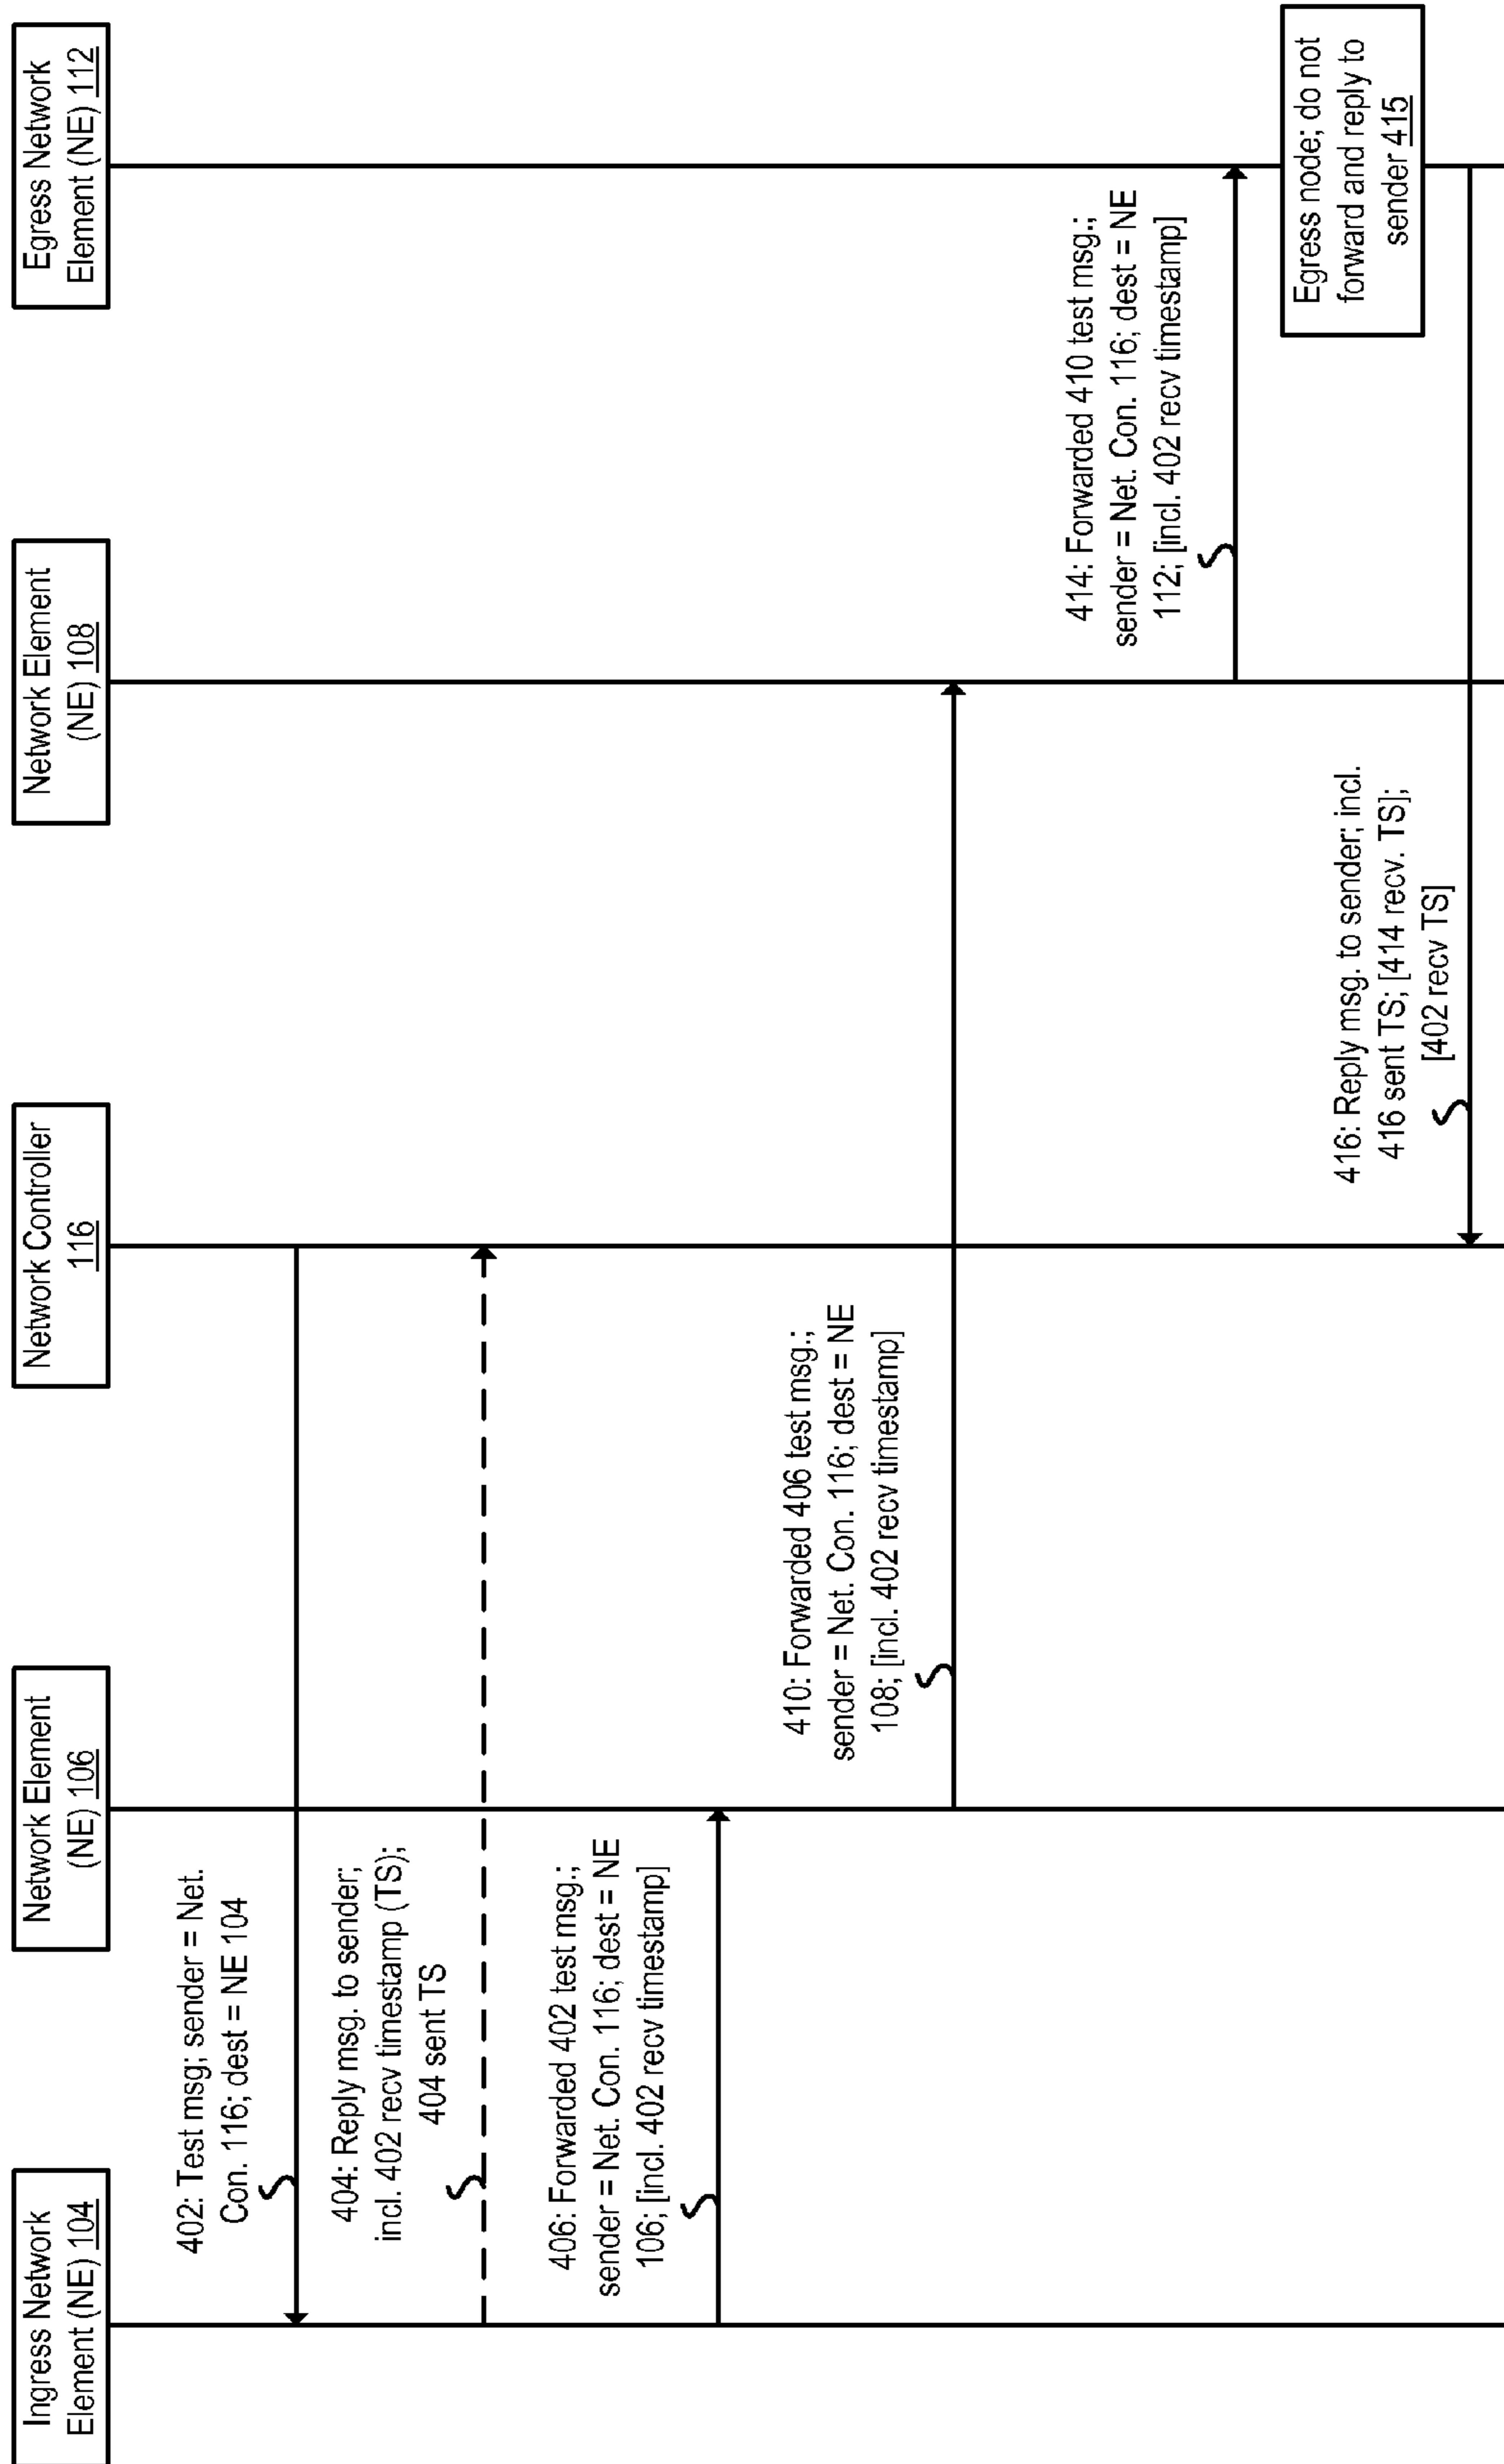 Ingress Network
Element (NE) 104
Network Element
(NE) 106
Network Controller
116
Network Element
(NE) 108
Egress Network
Element (NE) 112
402: Test msg; sender = Net.
Con. 116; dest = NE 104
404: Reply msg. to sender;
incl. 402 recv timestamp (TS);
404 sent TS
406: Forwarded 402 test msg.;
sender = Net. Con. 116; dest = NE
106; [incl. 402 recv timestamp]
410: Forwarded 406 test msg.;
sender = Net. Con. 116; dest = NE
108; [incl. 402 recv timestamp]
414: Forwarded 410 test msg.;
sender = Net. Con. 116; dest = NE
112; [incl. 402 recv timestamp]
Egress node; do not
forward and reply to
sender 415
416: Reply msg. to sender; incl.
416 sent TS; [414 recv. TS];
[402 recv TS]